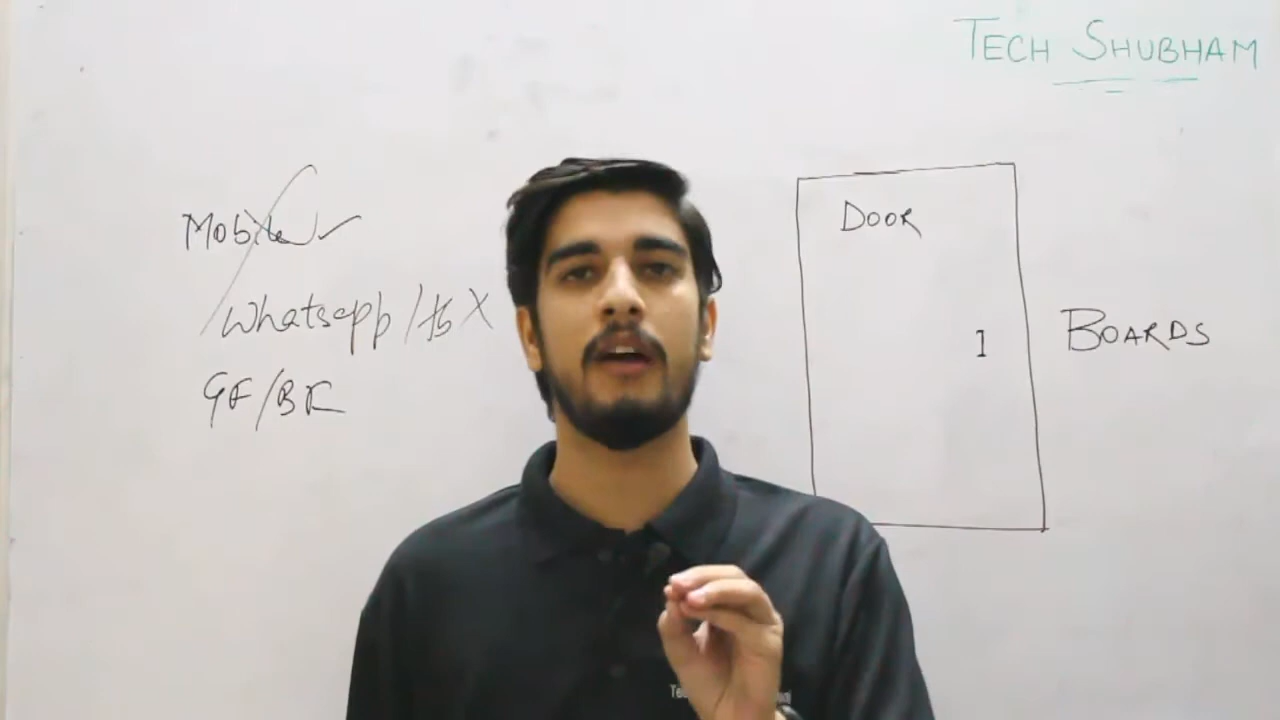 TECH SHUBHAM
Mobile
Whatsapp/fb X
GF/BF
DOOR
1
BOARDS